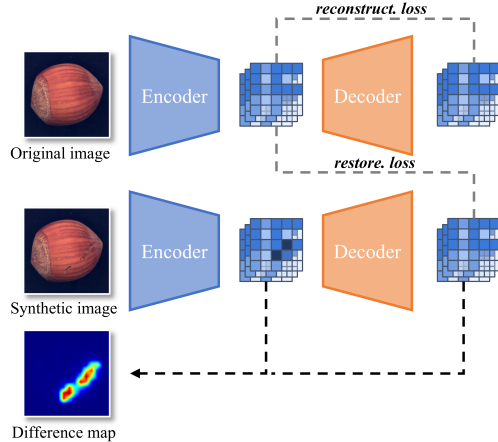 reconstruct. loss
Encoder
Decoder
Original image
restore. loss
Encoder
Decoder
Synthetic image
Difference map